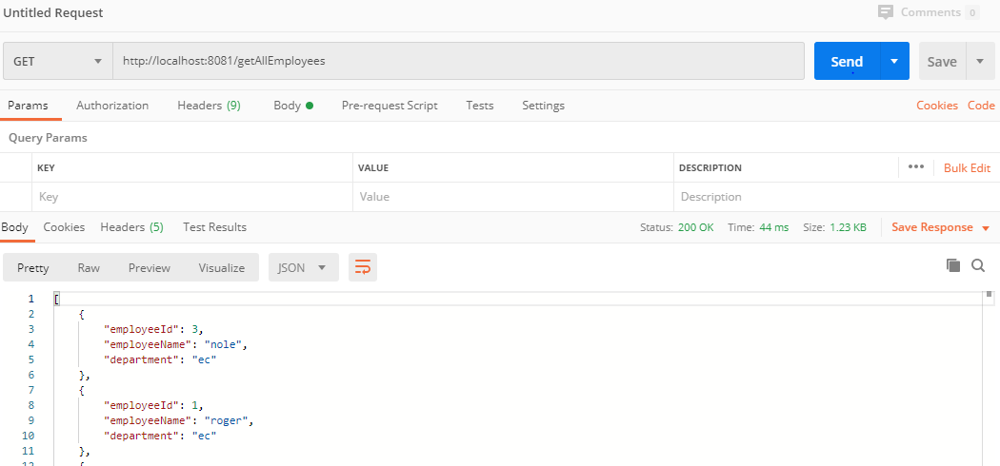 Untitled Request
Comments 0
GET http://localhost:8081/getAllEmployees Send Save
Params Authorization Headers (9) Body Pre-request Script Tests Settings Cookies Code
Query Params
KEY VALUE DESCRIPTION ••• Bulk Edit
Key Value Description
Body Cookies Headers (5) Test Results Status: 200 OK Time: 44 ms Size: 1.23 KB Save Response
Pretty Raw Preview Visualize JSON
1 [
2 {
3 "employeeId": 3,
4 "employeeName": "nole",
5 "department": "ec"
6 },
7 {
8 "employeeId": 1,
9 "employeeName": "roger",
10 "department": "ec"
11 },
12 {